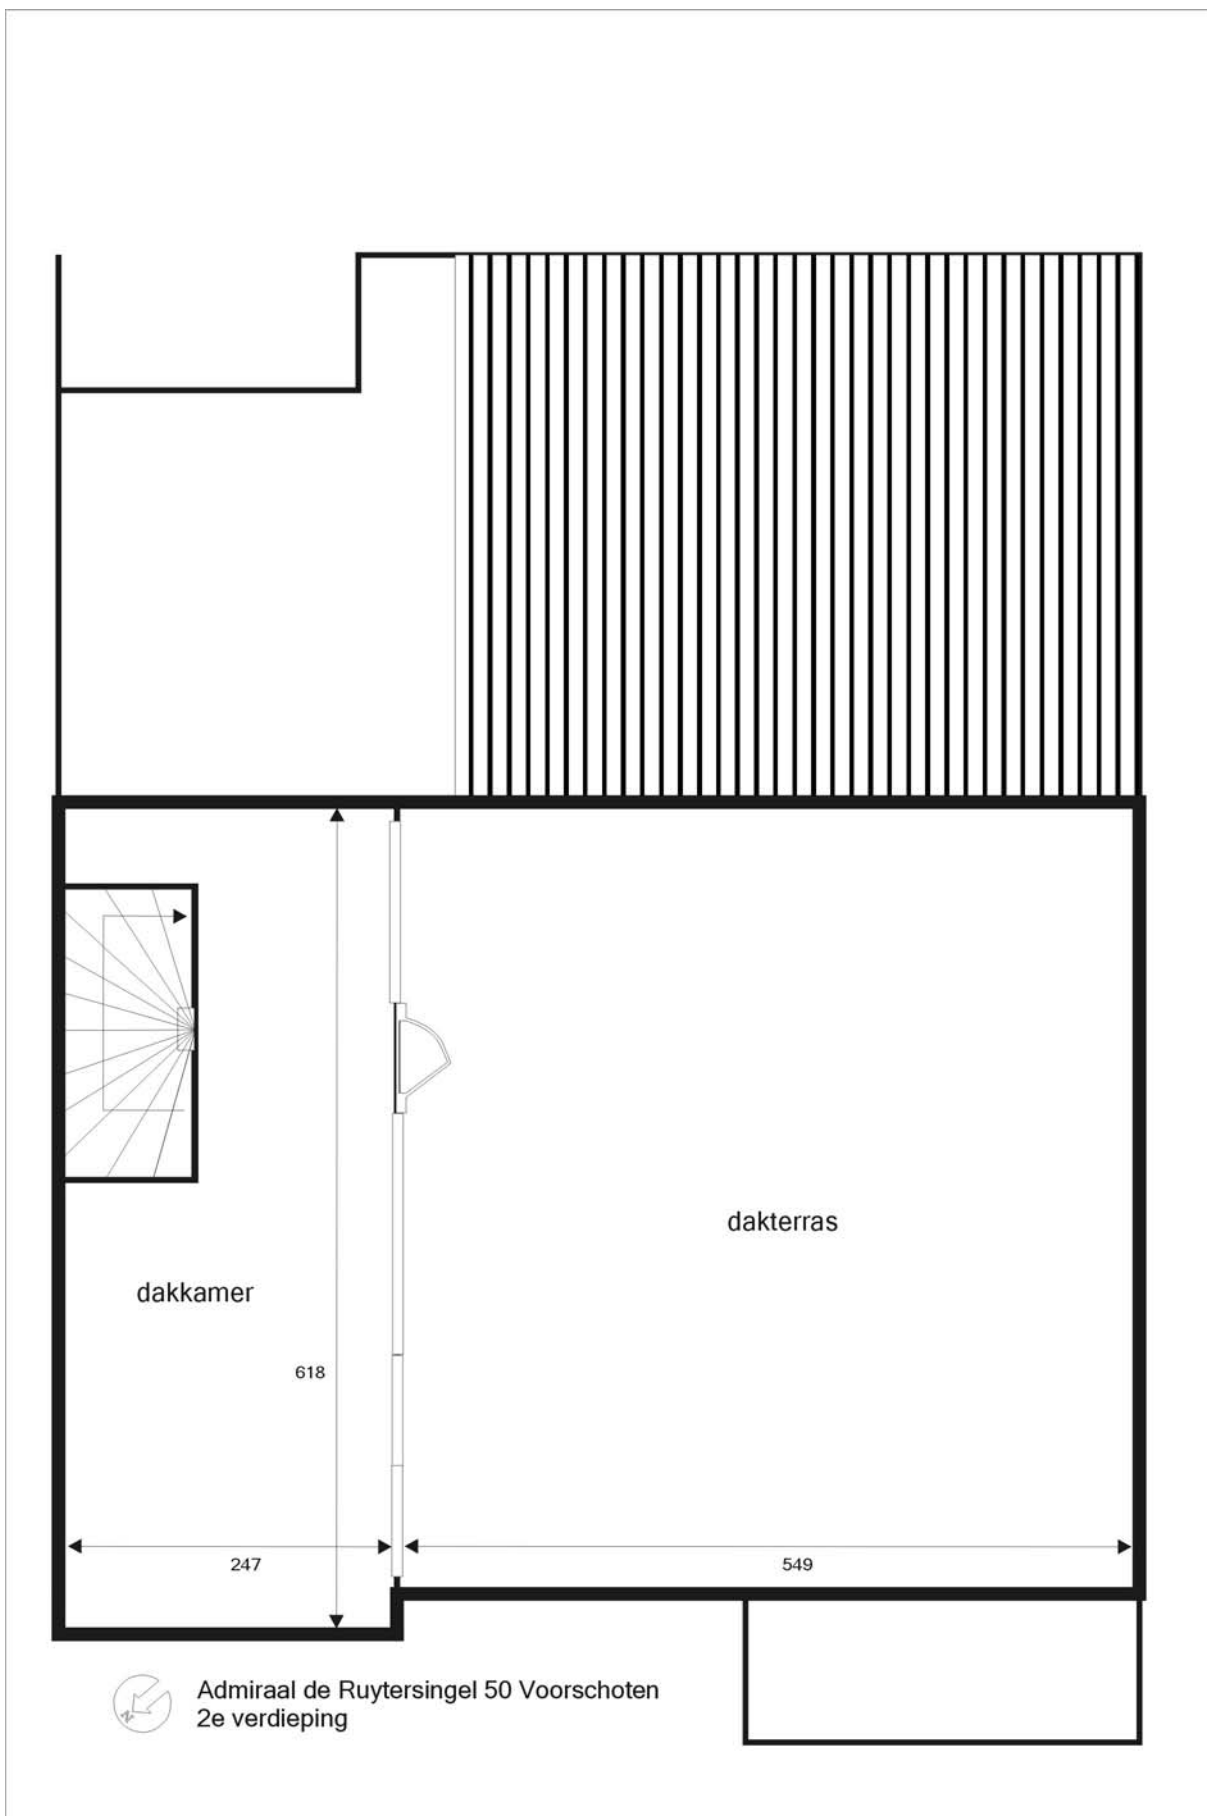 dakterras
dakkamer
618
247
549
N
Admiraal de Ruytersingel 50 Voorschoten
2e verdieping